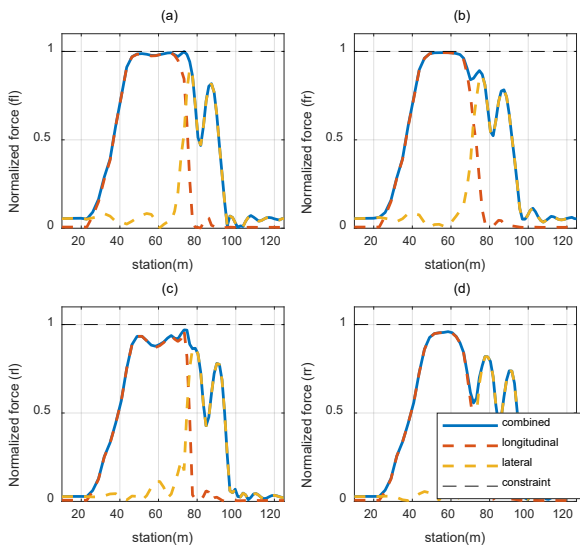 (a)
(b)
Normalized force (fl)
1
0.5
0
20 40 60 80 100 120
station(m)
Normalized force (fr)
1
0.5
0
20 40 60 80 100 120
station(m)
(c)
(d)
Normalized force (rl)
1
0.5
0
20 40 60 80 100 120
station(m)
Normalized force (rr)
1
0.5
0
20 40 60 80 100 120
station(m)
combined
longitudinal
lateral
constraint